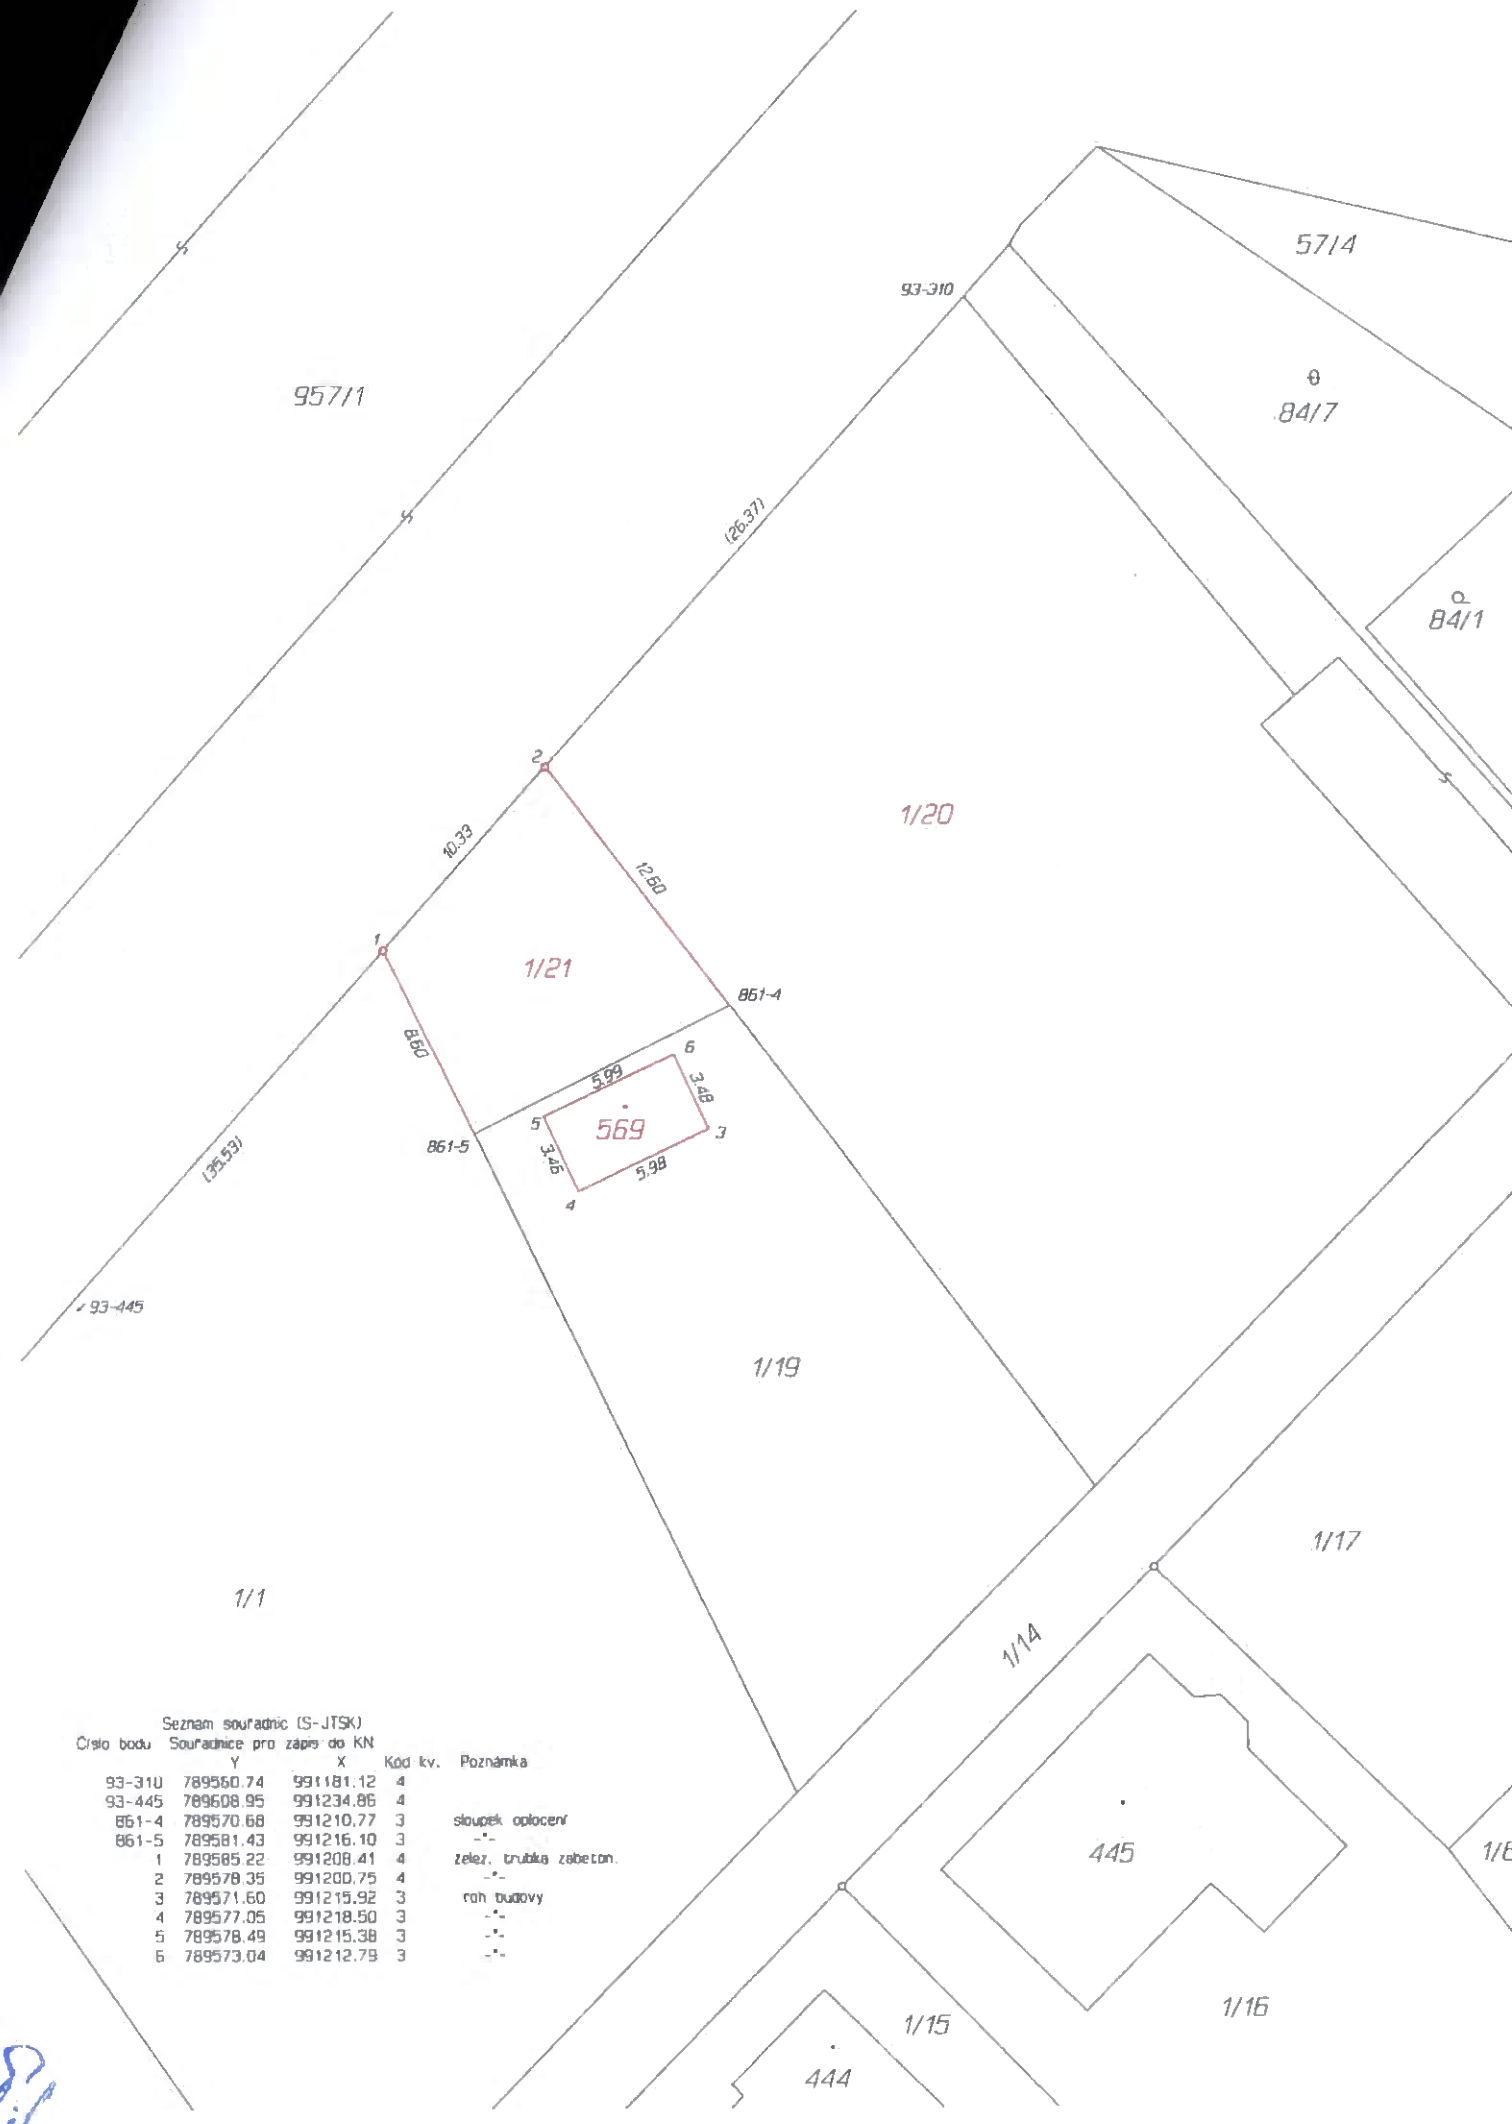 57/4
93-310
957/1
84/7
(26.37)
84/1
2
1/20
10.33
12.60
1
1/21
861-4
8.60
6
5.99
3.48
5
569
3
861-5
(35.53)
3.46
5.98
4
93-445
1/19
1/17
1/1
1/14
Seznam souřadnic (S-JTSK)
Číslo bodu Souřadnice pro zápis do KN
Y X Kód kv. Poznámka
93-310 789560.74 991181.12 4
93-445 789608.95 991234.86 4
861-4 789570.68 991210.77 3 sloupek oplocení
861-5 789581.43 991216.10 3 -"-
1 789585.22 991208.41 4 želez. trubka zabeton.
2 789578.35 991200.75 4 -"-
3 789571.60 991215.92 3 roh budovy
4 789577.05 991218.50 3 -"-
5 789578.49 991215.38 3 -"-
6 789573.04 991212.79 3 -"-
445
1/16
1/15
444